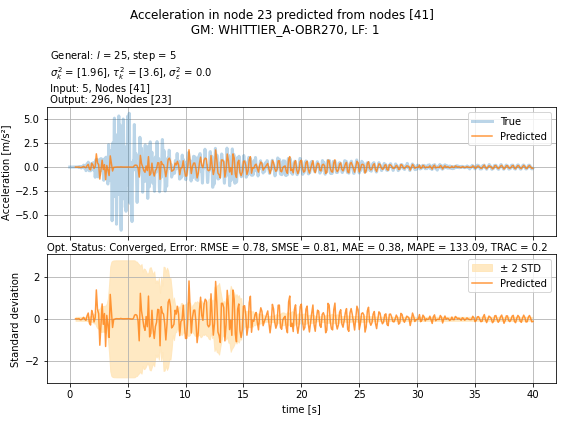 Acceleration in node 23 predicted from nodes [41]
GM: WHITTIER_A-OBR270, LF: 1
General: l = 25, step = 5
σ²ₖ = [1.96], τ²ₖ = [3.6], σ²ε = 0.0
Input: 5, Nodes [41]
Output: 296, Nodes [23]
Acceleration [m/s²]
5.0
2.5
0.0
−2.5
−5.0
True
Predicted
Opt. Status: Converged, Error: RMSE = 0.78, SMSE = 0.81, MAE = 0.38, MAPE = 133.09, TRAC = 0.2
Standard deviation
2
0
−2
± 2 STD
Predicted
0 5 10 15 20 25 30 35 40
time [s]